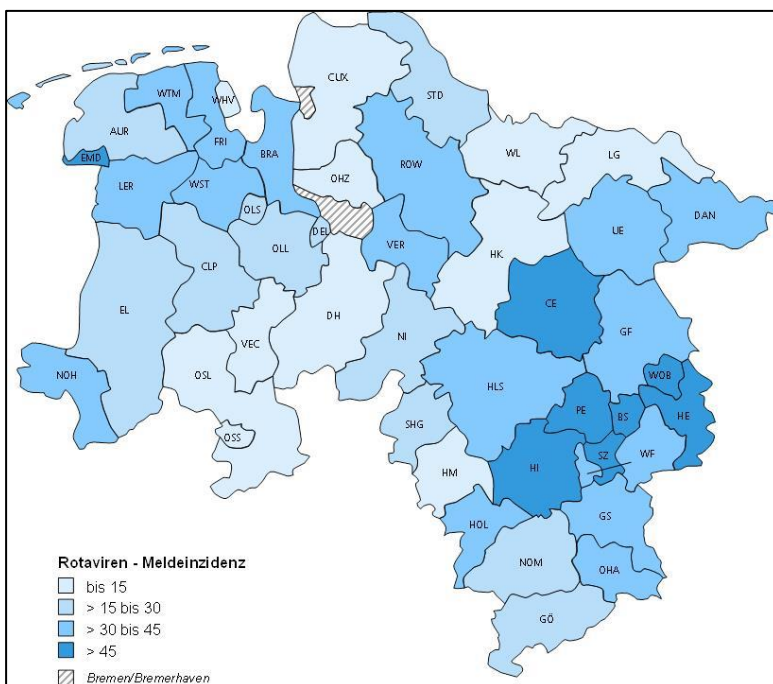 CUX
STD
WTM
WHV
AUR
FRI
BRA
ROW
WL
LG
EMD
OHZ
LER
WST
DAN
OLS
UE
DEL
VER
OLL
HK
CLP
CE
EL
DH
GF
VEC
NI
NOH
OSL
HLS
WOB
PE
BS
HE
SHG
OSS
SZ
WF
HM
HI
HOL
GS
NOM
OHA
GÖ
Rotaviren - Meldeinzidenz
bis 15
> 15 bis 30
> 30 bis 45
> 45
Bremen/Bremerhaven